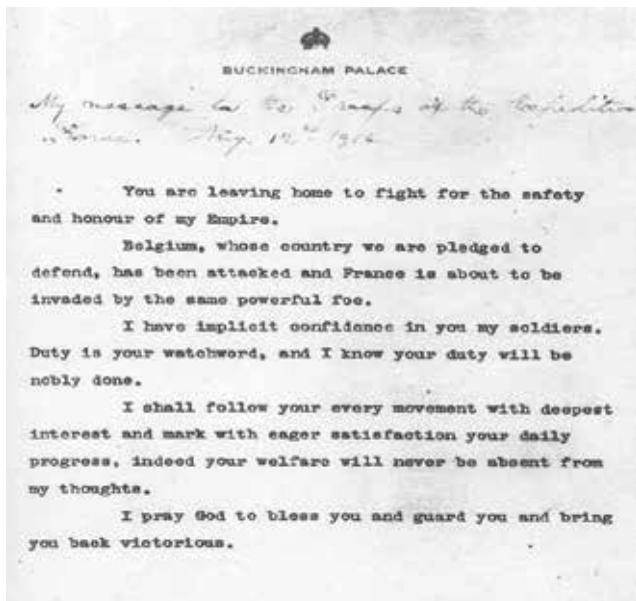 BUCKINGHAM PALACE
My message to the Troops of the Expedition
Force. Aug. 12th 1914
You are leaving home to fight for the safety
and honour of my Empire.
Belgium, whose country we are pledged to
defend, has been attacked and France is about to be
invaded by the same powerful foe.
I have implicit confidence in you my soldiers.
Duty is your watchword, and I know your duty will be
nobly done.
I shall follow your every movement with deepest
interest and mark with eager satisfaction your daily
progress, indeed your welfare will never be absent from
my thoughts.
I pray God to bless you and guard you and bring
you back victorious.